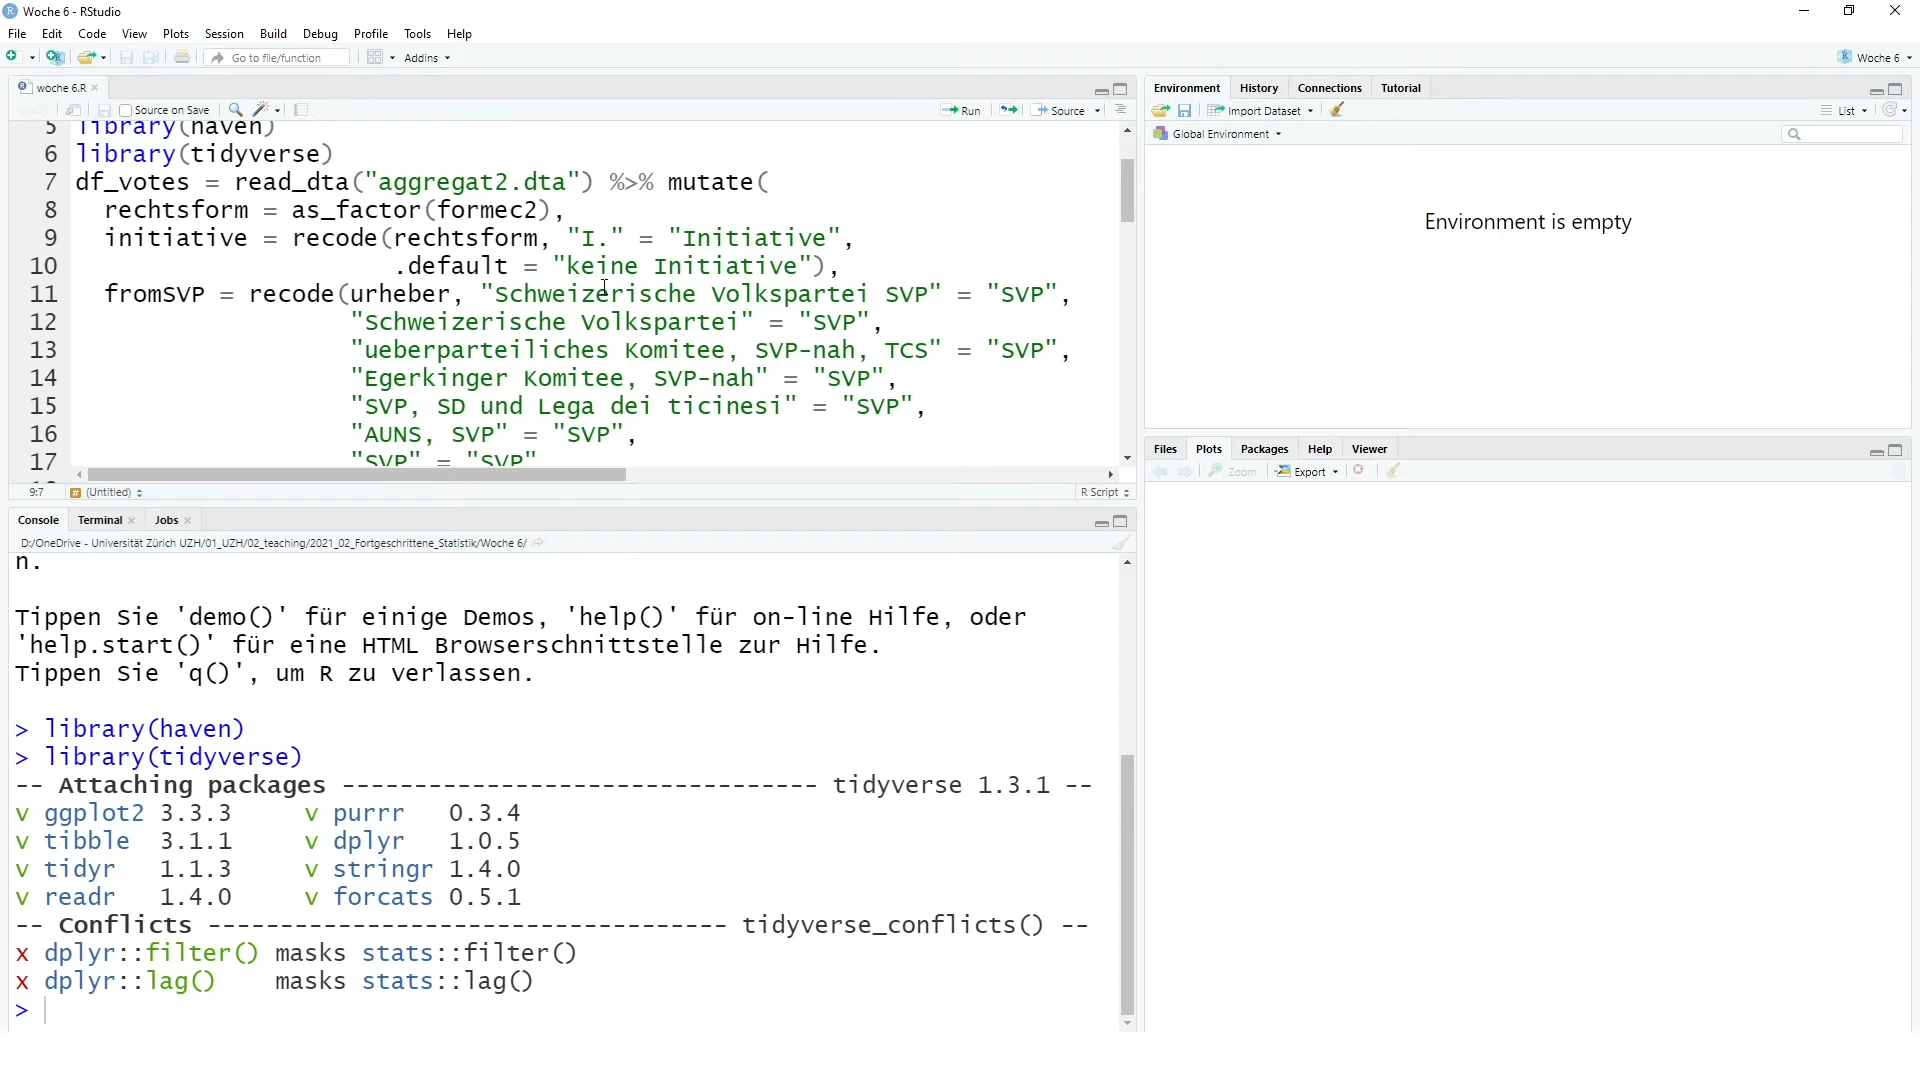 Woche 6 - RStudio
File Edit Code View Plots Session Build Debug Profile Tools Help
Go to file/function Addins Woche 6
woche 6.R
Source on Save Run Source
5 library(haven)
6 library(tidyverse)
7 df_votes = read_dta("aggregat2.dta") %>% mutate(
8 rechtsform = as_factor(formec2),
9 initiative = recode(rechtsform, "I." = "Initiative",
10 .default = "keine Initiative"),
11 fromSVP = recode(urheber, "Schweizerische Volkspartei SVP" = "SVP",
12 "Schweizerische Volkspartei" = "SVP",
13 "ueberparteiliches Komitee, SVP-nah, TCS" = "SVP",
14 "Egerkinger Komitee, SVP-nah" = "SVP",
15 "SVP, SD und Lega dei ticinesi" = "SVP",
16 "AUNS, SVP" = "SVP",
17 "SVP" = "SVP"
9:7 (Untitled) R Script
Console Terminal Jobs
D:/OneDrive - Universität Zürich UZH/01_UZH/02_teaching/2021_02_Fortgeschrittene_Statistik/Woche 6/
n.
Tippen Sie 'demo()' für einige Demos, 'help()' für on-line Hilfe, oder
'help.start()' für eine HTML Browserschnittstelle zur Hilfe.
Tippen Sie 'q()', um R zu verlassen.
> library(haven)
> library(tidyverse)
-- Attaching packages --------------------------------- tidyverse 1.3.1 --
v ggplot2 3.3.3 v purrr 0.3.4
v tibble 3.1.1 v dplyr 1.0.5
v tidyr 1.1.3 v stringr 1.4.0
v readr 1.4.0 v forcats 0.5.1
-- Conflicts ------------------------------------ tidyverse_conflicts() --
x dplyr::filter() masks stats::filter()
x dplyr::lag() masks stats::lag()
>
Environment History Connections Tutorial
Import Dataset List
Global Environment
Environment is empty
Files Plots Packages Help Viewer
Zoom Export